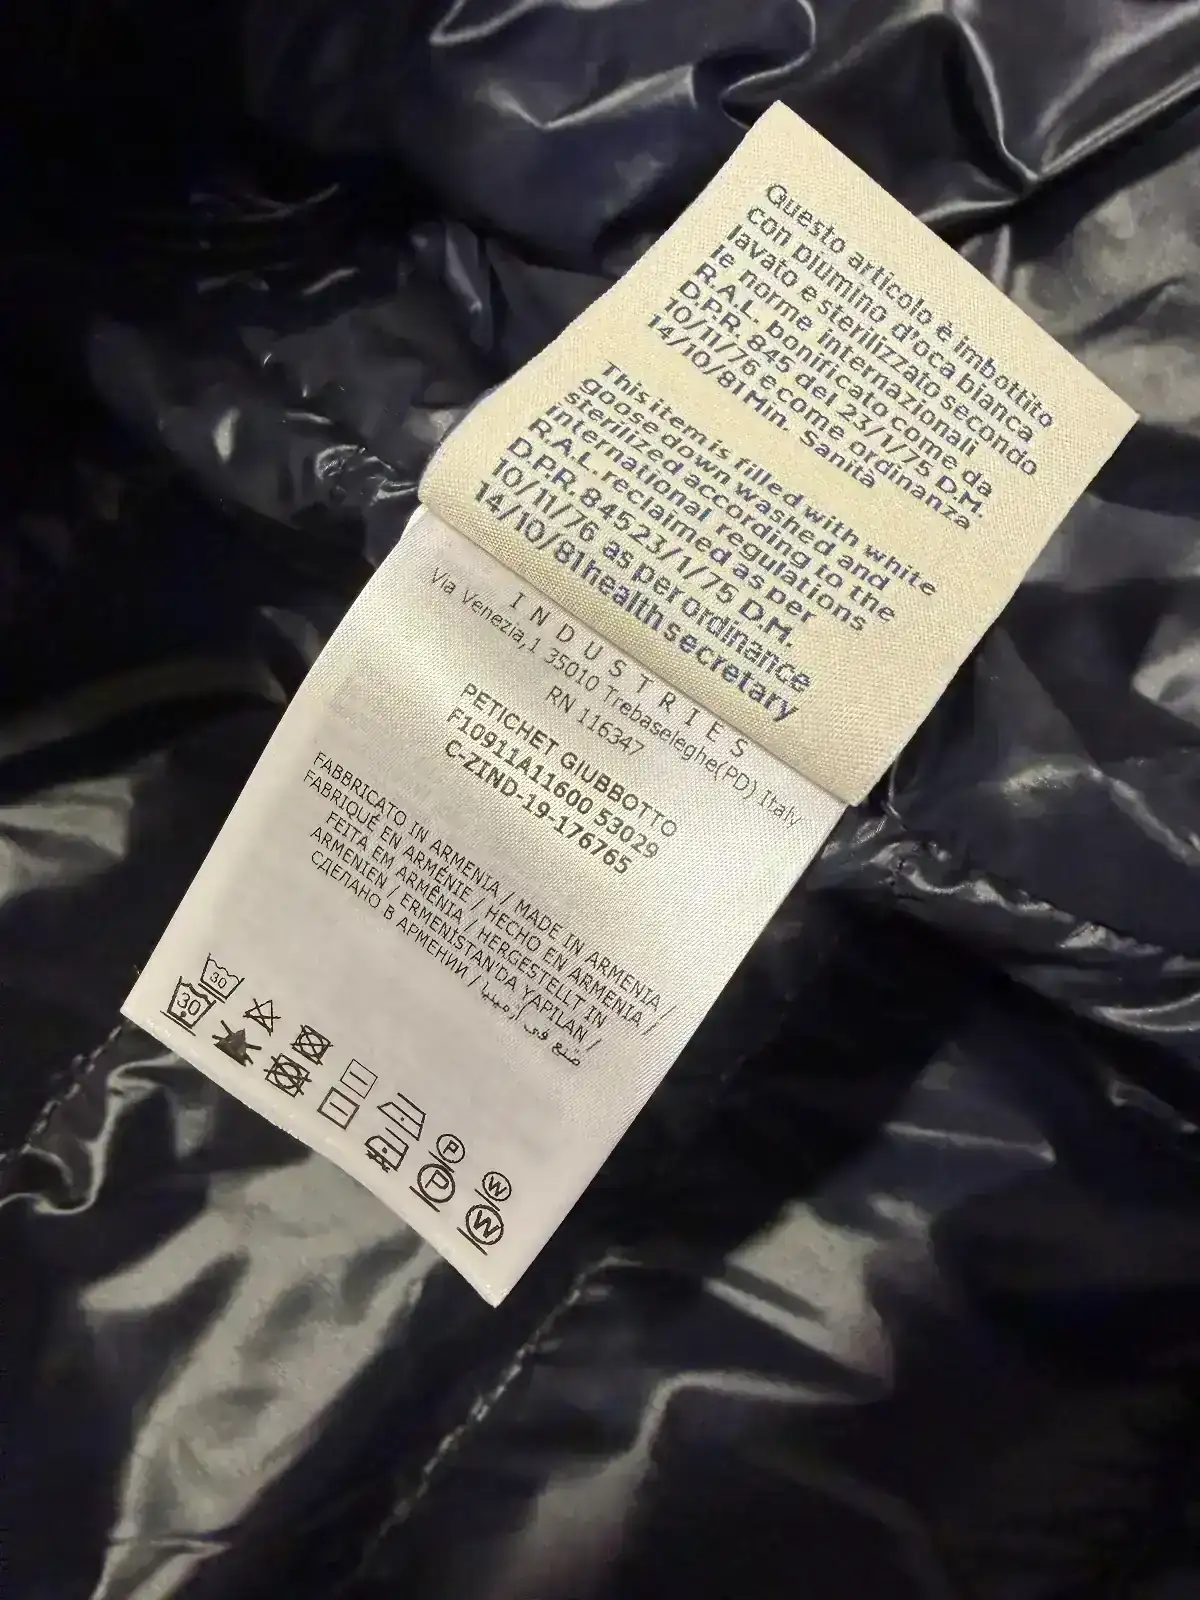 Questo articolo è imbottito
con piumino d'oca bianca
lavato e sterilizzato secondo
le norme internazionali
R.A.L. bonificato come da
D.P.R. 845 del 23/1/75 D.M.
10/11/76 e come ordinanza
14/10/81 Min. Sanità
This item is filled with white
goose down washed and
sterilized according to the
international regulations
R.A.L. reclaimed as per
D.P.R. 845 23/1/75 D.M.
10/11/76 as per ordinance
14/10/81 health secretary
INDUSTRIES
Via Venezia,1 35010 Trebaseleghe(PD) Italy
RN 116347
PETICHET GIUBBOTTO
F10911A11600 53029
C-ZIND-19-176765
FABBRICATO IN ARMENIA / MADE IN ARMENIA /
FABRIQUÉ EN ARMÉNIE / HECHO EN ARMENIA /
FEITA EM ARMÊNIA / HERGESTELLT IN
ARMENIEN / ERMENİSTAN'DA YAPILAN /
СДЕЛАНО В АРМЕНИИ / صنع في أرمينيا
30
30
P
P
W
W